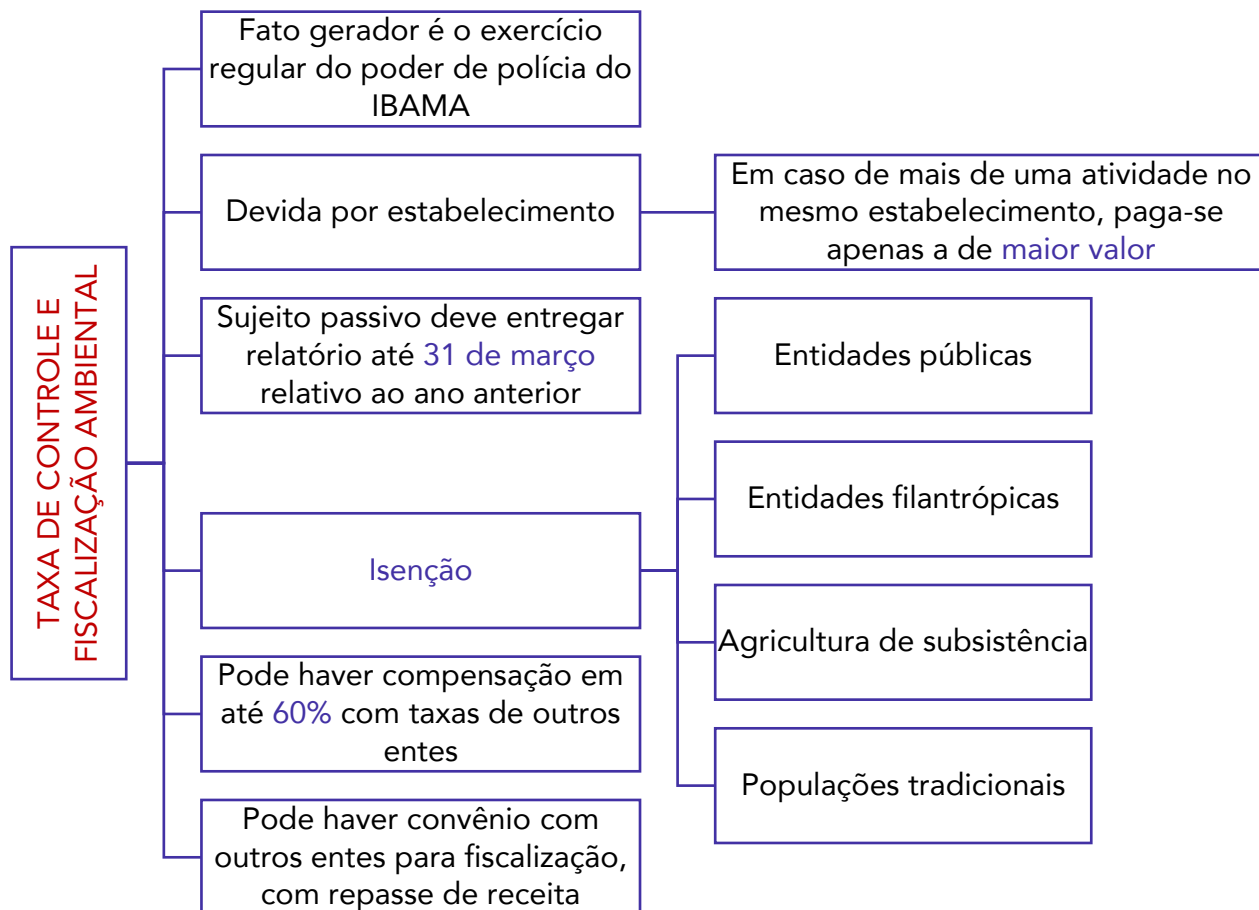 TAXA DE CONTROLE E
FISCALIZAÇÃO AMBIENTAL
Fato gerador é o exercício
regular do poder de polícia do
IBAMA
Devida por estabelecimento
Em caso de mais de uma atividade no
mesmo estabelecimento, paga-se
apenas a de maior valor
Sujeito passivo deve entregar
relatório até 31 de março
relativo ao ano anterior
Isenção
Entidades públicas
Entidades filantrópicas
Agricultura de subsistência
Populações tradicionais
Pode haver compensação em
até 60% com taxas de outros
entes
Pode haver convênio com
outros entes para fiscalização,
com repasse de receita